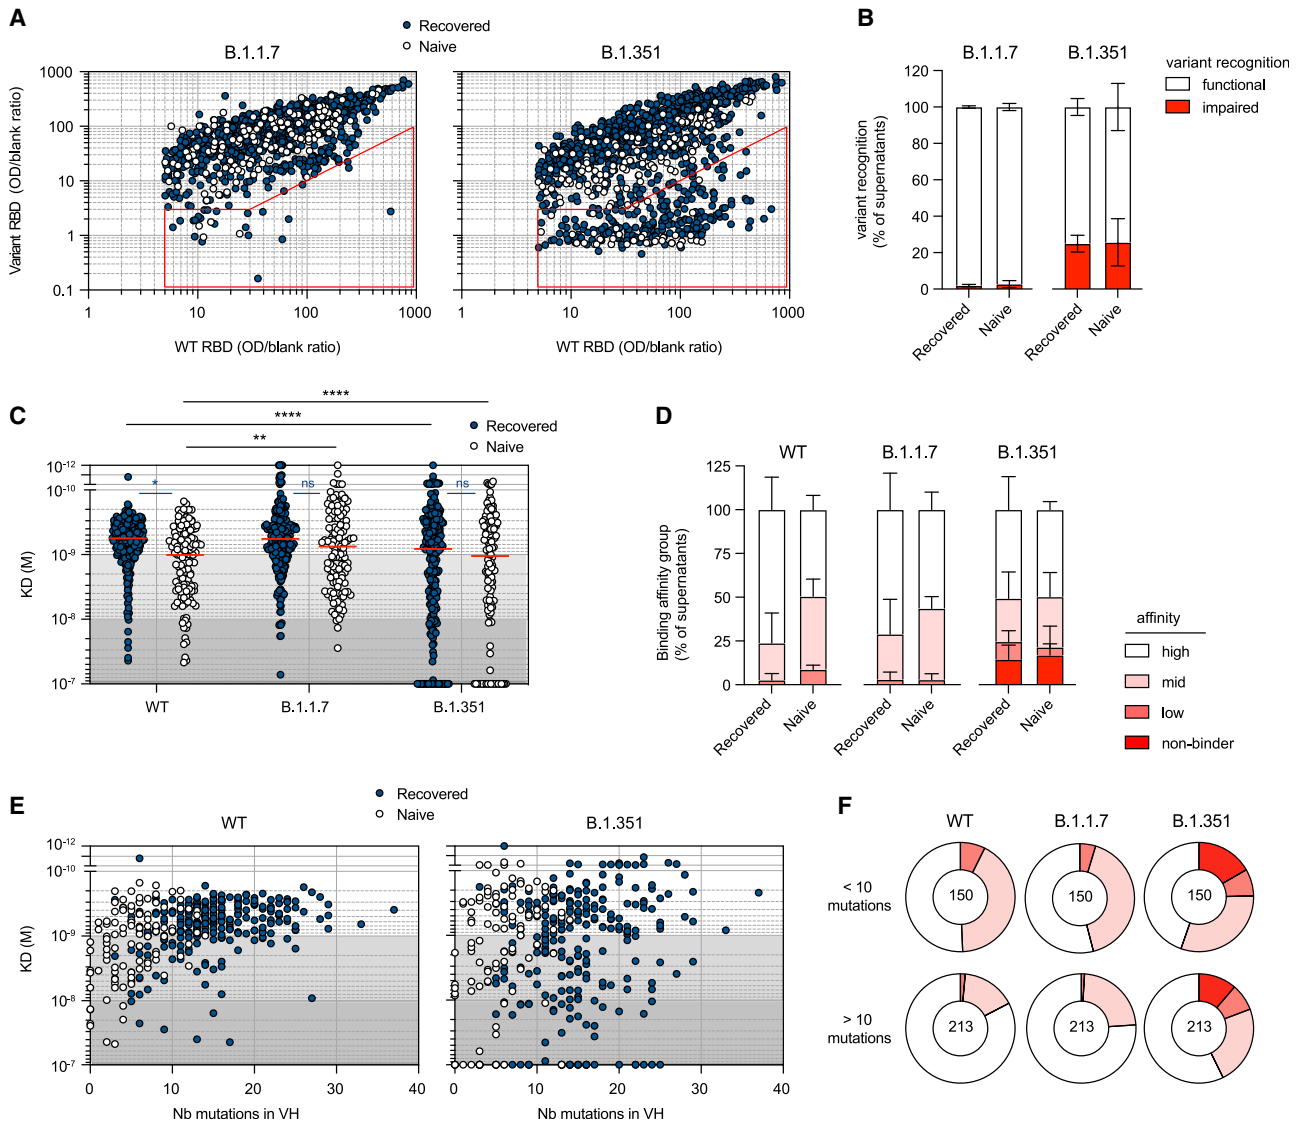 A
Recovered
Naive
B.1.1.7
B.1.351
Variant RBD (OD/blank ratio)
1000
100
10
1
0.1
1
10
100
1000
1
10
100
1000
WT RBD (OD/blank ratio)
WT RBD (OD/blank ratio)
B
B.1.1.7
B.1.351
variant recognition
functional
impaired
variant recognition
(% of supernatants)
120
100
80
60
40
20
0
Recovered
Naive
Recovered
Naive
C
****
****
**
Recovered
Naive
*
ns
ns
KD (M)
10-12
10-10
10-9
10-8
10-7
WT
B.1.1.7
B.1.351
D
WT
B.1.1.7
B.1.351
Binding affinity group
(% of supernatants)
125
100
75
50
25
0
Recovered
Naive
Recovered
Naive
Recovered
Naive
affinity
high
mid
low
non-binder
E
Recovered
Naive
WT
B.1.351
KD (M)
10-12
10-10
10-9
10-8
10-7
0
10
20
30
40
0
10
20
30
40
Nb mutations in VH
Nb mutations in VH
F
WT
B.1.1.7
B.1.351
< 10
mutations
150
150
150
> 10
mutations
213
213
213